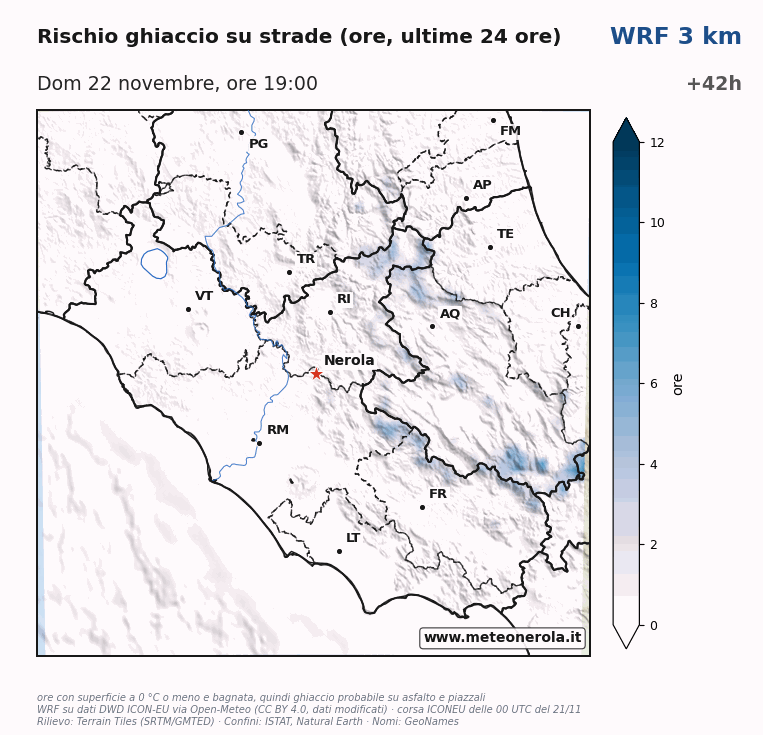 Rischio ghiaccio su strade (ore, ultime 24 ore)
WRF 3 km
Dom 22 novembre, ore 19:00
+42h
FM
PG
AP
TE
TR
VT
RI
AQ
CH.
Nerola
RM
FR
LT
www.meteonerola.it
12
10
8
6
4
2
0
ore
ore con superficie a 0 °C o meno e bagnata, quindi ghiaccio probabile su asfalto e piazzali
WRF su dati DWD ICON-EU via Open-Meteo (CC BY 4.0, dati modificati) · corsa ICONEU delle 00 UTC del 21/11
Rilievo: Terrain Tiles (SRTM/GMTED) · Confini: ISTAT, Natural Earth · Nomi: GeoNames